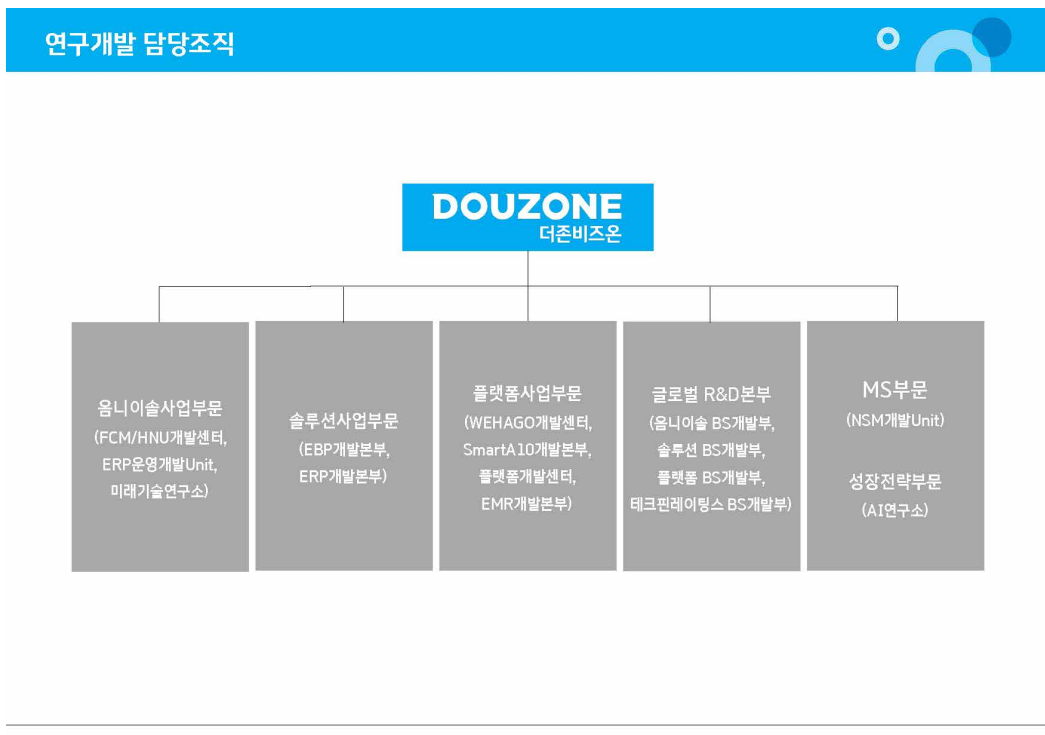 연구개발 담당조직
DOUZONE
더존비즈온
옴니이솔사업부문
(FCM/HNU개발센터,
ERP운영개발Unit,
미래기술연구소)
솔루션사업부문
(EBP개발본부,
ERP개발본부)
플랫폼사업부문
(WEHAGO개발센터,
SmartA10개발본부,
플랫폼개발센터,
EMR개발본부)
글로벌 R&D본부
(옴니이솔 BS개발부,
솔루션 BS개발부,
플랫폼 BS개발부,
테크핀레이팅스 BS개발부)
MS부문
(NSM개발Unit)
성장전략부문
(AI연구소)